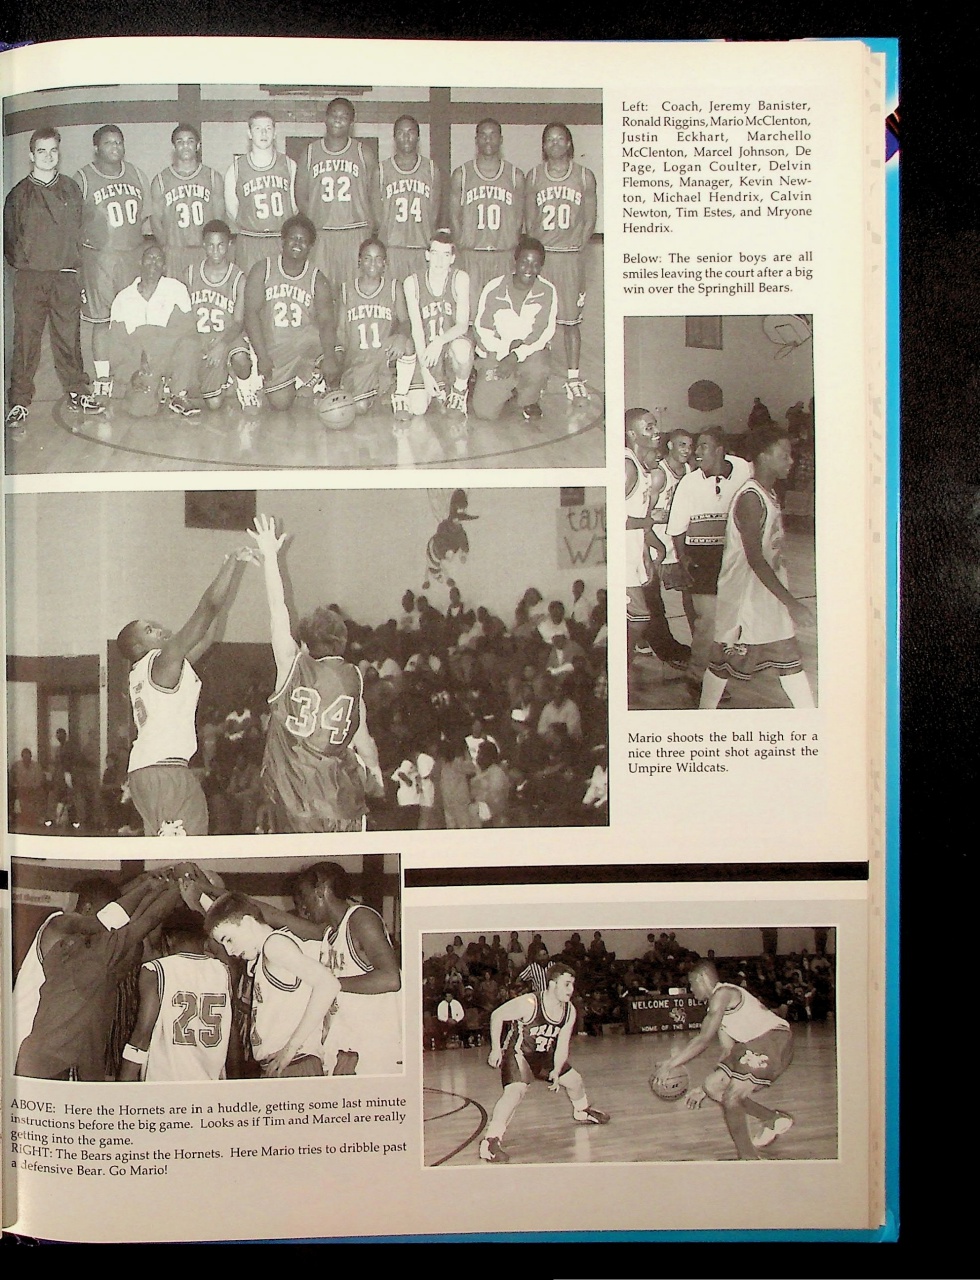 Left: Coach, Jeremy Banister,
Ronald Riggins, Mario McClenton,
Justin Eckhart, Marchello
McClenton, Marcel Johnson, De
Page, Logan Coulter, Delvin
Flemons, Manager, Kevin New-
ton, Michael Hendrix, Calvin
Newton, Tim Estes, and Mryone
Hendrix.
Below: The senior boys are all
smiles leaving the court after a big
win over the Springhill Bears.
BLEVINS
00
BLEVINS
30
BLEVINS
50
BLEVINS
32
BLEVINS
34
BLEVINS
10
BLEVINS
20
BLEVINS
25
BLEVINS
23
BLEVINS
11
34
Mario shoots the ball high for a
nice three point shot against the
Umpire Wildcats.
25
WELCOME TO BLEV
HOME OF THE HOR
ABOVE: Here the Hornets are in a huddle, getting some last minute
instructions before the big game. Looks as if Tim and Marcel are really
getting into the game.
RIGHT: The Bears aginst the Hornets. Here Mario tries to dribble past
a defensive Bear. Go Mario!